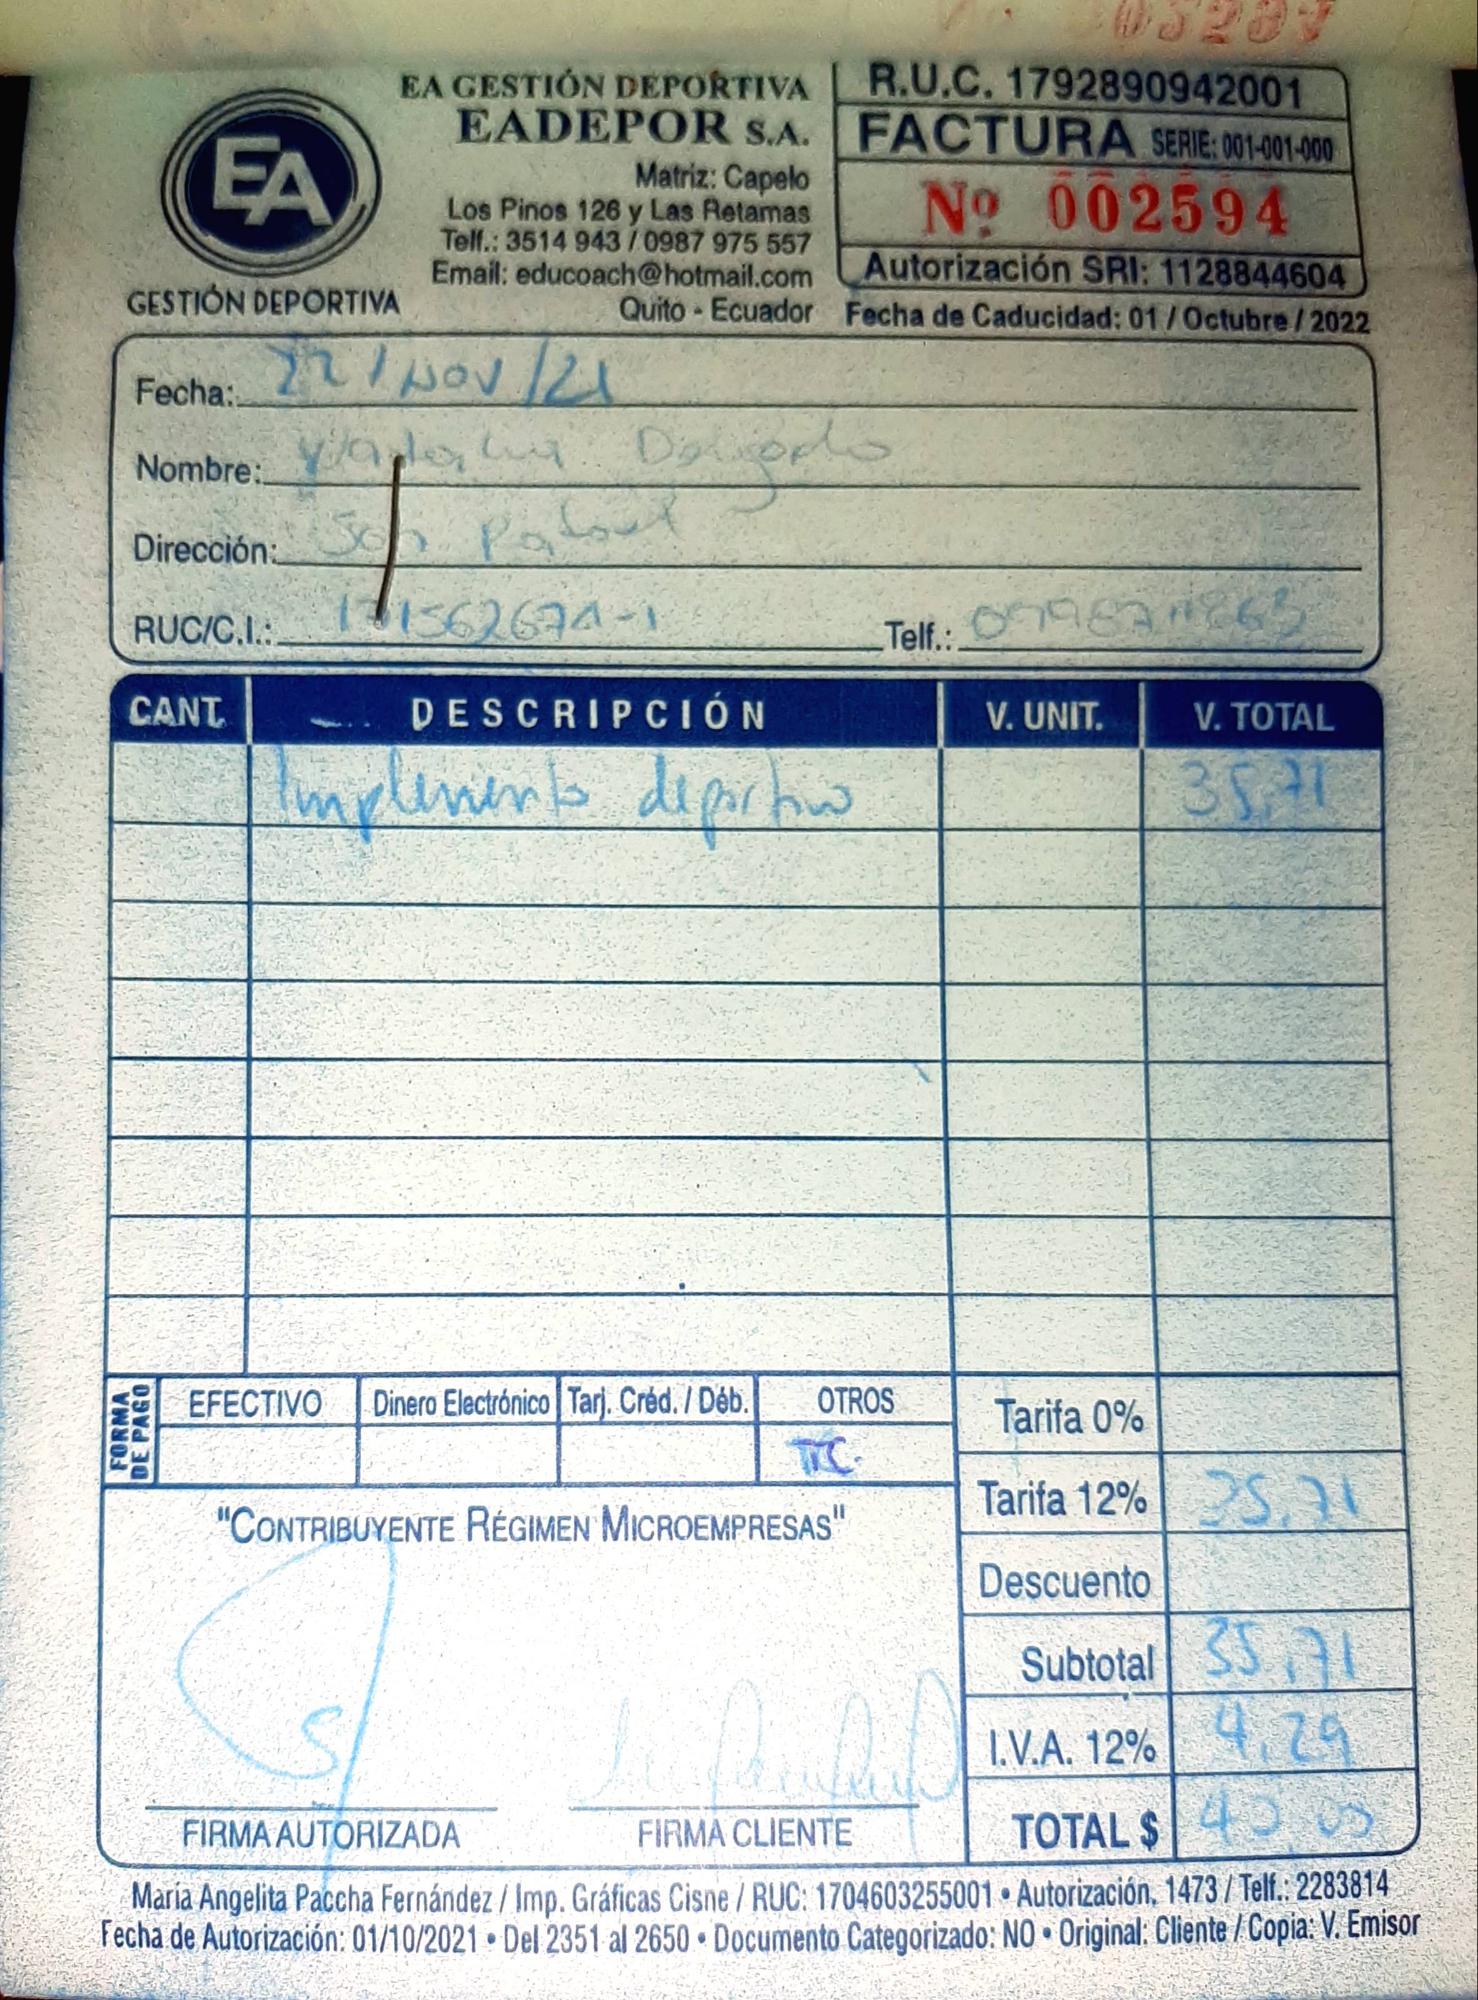 EA GESTIÓN DEPORTIVA
EADEPOR S.A.
Matriz: Capelo
Los Pinos 126 y Las Retamas
Telf.: 3514 943 / 0987 975 557
Email: educoach@hotmail.com
Quito - Ecuador
EA
GESTIÓN DEPORTIVA
R.U.C. 1792890942001
FACTURA SERIE: 001-001-000
Nº 002594
Autorización SRI: 1128844604
Fecha de Caducidad: 01 / Octubre / 2022
Fecha: 22 / NOV / 21
Nombre: Delgado
Dirección: San Rafael
RUC/C.I.: Telf.:
CANT. DESCRIPCIÓN V. UNIT. V. TOTAL
Implemento deportivo 35,71
FORMA DE PAGO
EFECTIVO Dinero Electrónico Tarj. Créd. / Déb. OTROS
Tarifa 0%
Tarifa 12% 35,71
Descuento
Subtotal 35,71
I.V.A. 12% 4,29
TOTAL $ 40,00
"CONTRIBUYENTE RÉGIMEN MICROEMPRESAS"
FIRMA AUTORIZADA FIRMA CLIENTE
María Angelita Paccha Fernández / Imp. Gráficas Cisne / RUC: 1704603255001 • Autorización. 1473 / Telf.: 2283814
Fecha de Autorización: 01/10/2021 • Del 2351 al 2650 • Documento Categorizado: NO • Original: Cliente / Copia: V. Emisor